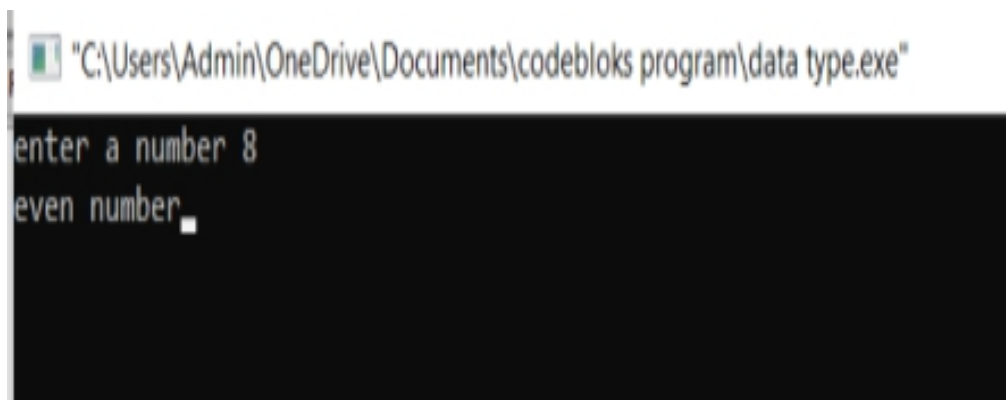 "C:\Users\Admin\OneDrive\Documents\codebloks program\data type.exe"
enter a number 8
even number